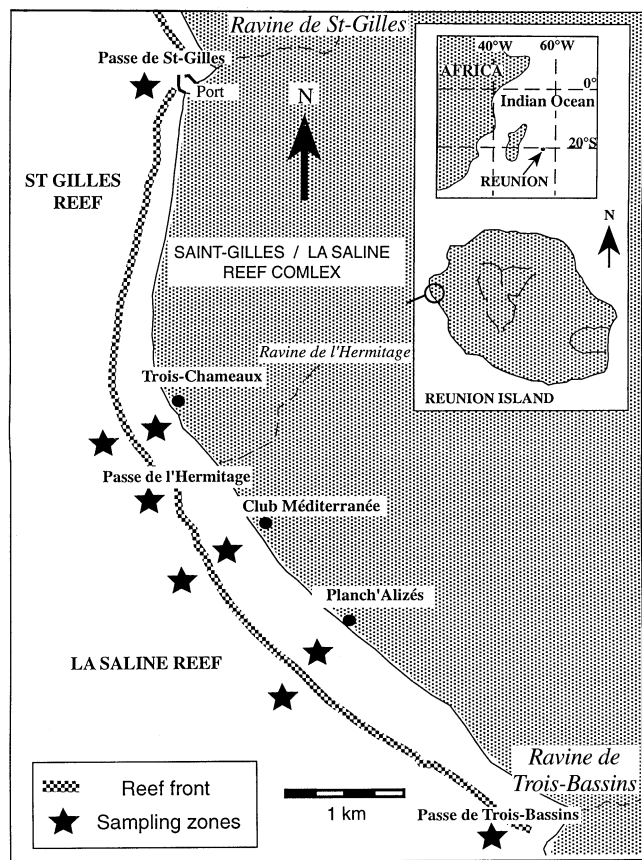 Ravine de St-Gilles
Passe de St-Gilles
Port
N
ST GILLES
REEF
SAINT-GILLES / LA SALINE
REEF COMLEX
Ravine de l'Hermitage
Trois-Chameaux
Passe de l'Hermitage
Club Méditerranée
Planch'Alizés
LA SALINE REEF
Ravine de
Trois-Bassins
Passe de Trois-Bassins
Reef front
Sampling zones
1 km
40°W 60°W
AFRICA
0°
Indian Ocean
20°S
REUNION
N
REUNION ISLAND